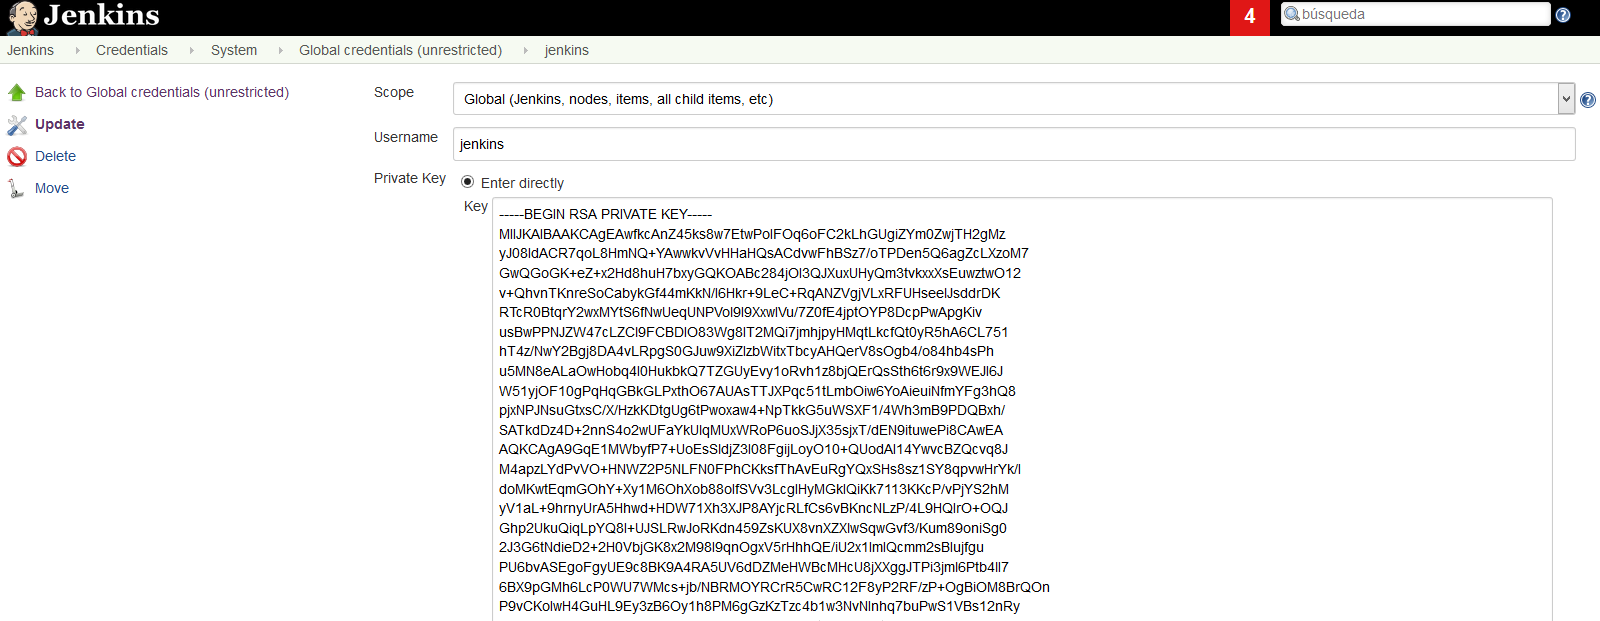 Jenkins
4
búsqueda
Jenkins
Credentials
System
Global credentials (unrestricted)
jenkins
Back to Global credentials (unrestricted)
Update
Delete
Move
Scope
Global (Jenkins, nodes, items, all child items, etc)
Username
jenkins
Private Key
Enter directly
Key
-----BEGIN RSA PRIVATE KEY-----
MIIJKAIBAAKCAgEAwfkcAnZ45ks8w7EtwPolFOq6oFC2kLhGUgiZYm0ZwjTH2gMz
yJ08ldACR7qoL8HmNQ+YAwwkvVvHHaHQsACdvwFhBSz7/oTPDen5Q6agZcLXzoM7
GwQGoGK+eZ+x2Hd8huH7bxyGQKOABc284jOl3QJXuxUHyQm3tvkxxXsEuwztwO12
v+QhvnTKnreSoCabykGf44mKkN/l6Hkr+9LeC+RqANZVgjVLxRFUHseelJsddrDK
RTcR0BtqrY2wxMYtS6fNwUeqUNPVol9l9XxwlVu/7Z0fE4jptOYP8DcpPwApgKiv
usBwPPNJZW47cLZCl9FCBDlO83Wg8lT2MQi7jmhjpyHMqtLkcfQt0yR5hA6CL751
hT4z/NwY2Bgj8DA4vLRpgS0GJuw9XiZlzbWitxTbcyAHQerV8sOgb4/o84hb4sPh
u5MN8eALaOwHobq4l0HukbkQ7TZGUyEvy1oRvh1z8bjQErQsSth6t6r9x9WEJl6J
W51yjOF10gPqHqGBkGLPxthO67AUAsTTJXPqc51tLmbOiw6YoAieuiNfmYFg3hQ8
pjxNPJNsuGtxsC/X/HzkKDtgUg6tPwoxaw4+NpTkkG5uWSXF1/4Wh3mB9PDQBxh/
SATkdDz4D+2nnS4o2wUFaYkUlqMUxWRoP6uoSJjX35sjxT/dEN9ituwePi8CAwEA
AQKCAgA9GqE1MWbyfP7+UoEsSldjZ3l08FgijLoyO10+QUodAl14YwvcBZQcvq8J
M4apzLYdPvVO+HNWZ2P5NLFN0FPhCKksfThAvEuRgYQxSHs8sz1SY8qpvwHrYk/l
doMKwtEqmGOhY+Xy1M6OhXob88olfSVv3LcglHyMGklQiKk7113KKcP/vPjYS2hM
yV1aL+9hrnyUrA5Hhwd+HDW71Xh3XJP8AYjcRLfCs6vBKncNLzP/4L9HQIrO+OQJ
Ghp2UkuQiqLpYQ8l+UJSLRwJoRKdn459ZsKUX8vnXZXlwSqwGvf3/Kum89oniSg0
2J3G6tNdieD2+2H0VbjGK8x2M98l9qnOgxV5rHhhQE/iU2x1lmlQcmm2sBlujfgu
PU6bvASEgoFgyUE9c8BK9A4RA5UV6dDZMeHWBcMHcU8jXXggJTPi3jml6Ptb4Il7
6BX9pGMh6LcP0WU7WMcs+jb/NBRMOYRCrR5CwRC12F8yP2RF/zP+OgBiOM8BrQOn
P9vCKolwH4GuHL9Ey3zB6Oy1h8PM6gGzKzTzc4b1w3NvNlnhq7buPwS1VBs12nRy